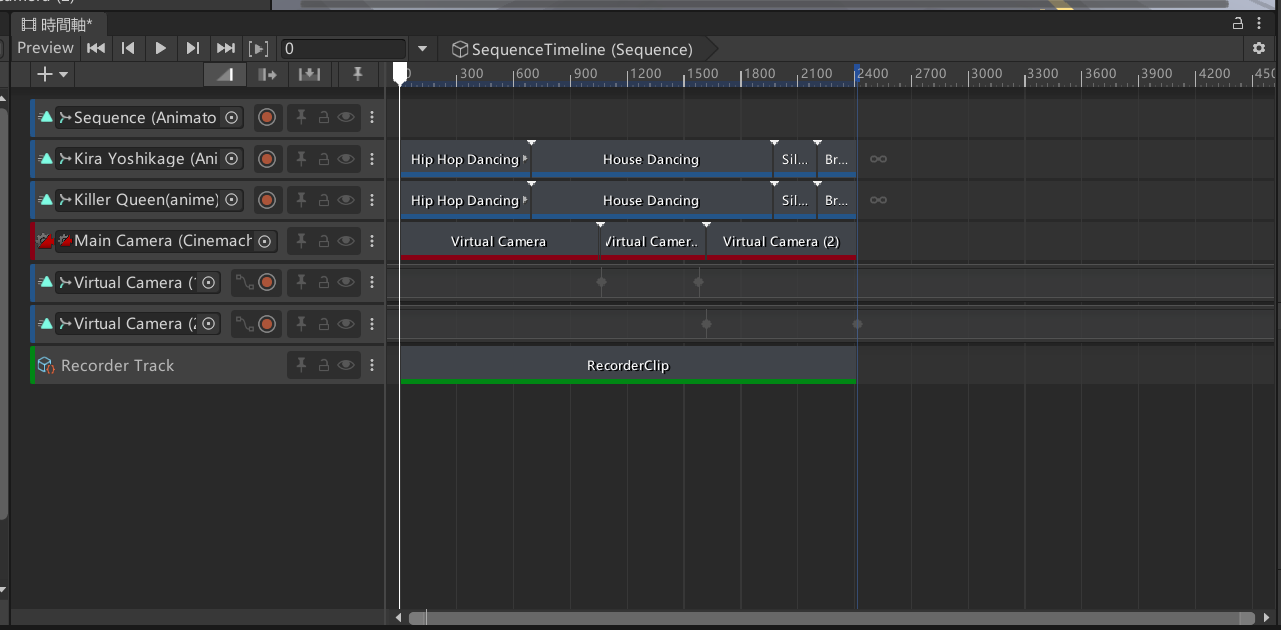 時間軸*
Preview 0 SequenceTimeline (Sequence)
300 600 900 1200 1500 1800 2100 2400 2700 3000 3300 3600 3900 4200
Sequence (Animato
Kira Yoshikage (Ani Hip Hop Dancing House Dancing Sil... Br...
Killer Queen(anime) Hip Hop Dancing House Dancing Sil... Br...
Main Camera (Cinemach Virtual Camera Virtual Camer.. Virtual Camera (2)
Virtual Camera (
Virtual Camera (2
Recorder Track RecorderClip